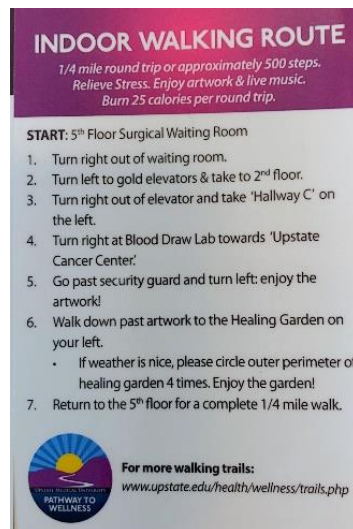 INDOOR WALKING ROUTE
1/4 mile round trip or approximately 500 steps.
Relieve Stress. Enjoy artwork & live music.
Burn 25 calories per round trip.
START: 5th Floor Surgical Waiting Room
1. Turn right out of waiting room.
2. Turn left to gold elevators & take to 2nd floor.
3. Turn right out of elevator and take 'Hallway C' on
the left.
4. Turn right at Blood Draw Lab towards 'Upstate
Cancer Center.'
5. Go past security guard and turn left: enjoy the
artwork!
6. Walk down past artwork to the Healing Garden on
your left.
• If weather is nice, please circle outer perimeter of
healing garden 4 times. Enjoy the garden!
7. Return to the 5th floor for a complete 1/4 mile walk.
UPSTATE MEDICAL UNIVERSITY
PATHWAY TO
WELLNESS
For more walking trails:
www.upstate.edu/health/wellness/trails.php